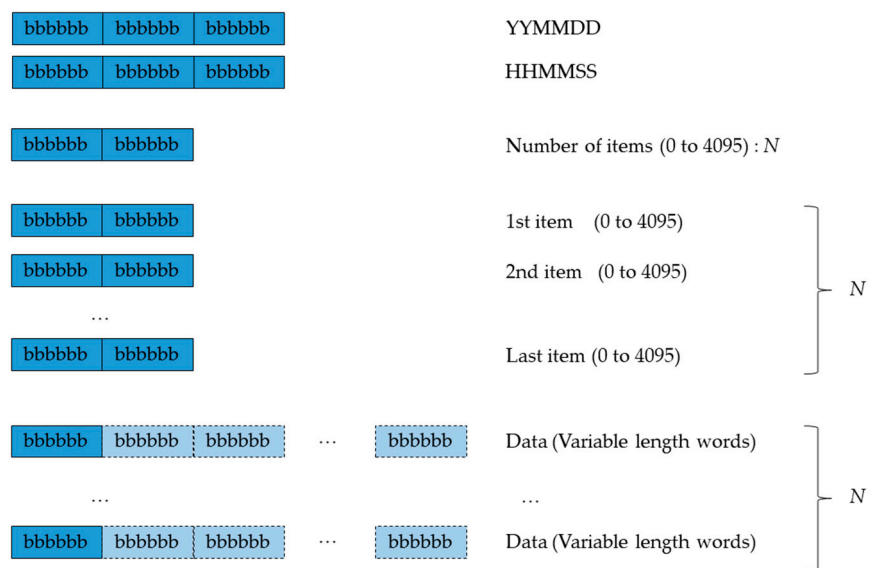 bbbbbb bbbbbb bbbbbb YYMMDD
bbbbbb bbbbbb bbbbbb HHMMSS
bbbbbb bbbbbb Number of items (0 to 4095) : N
bbbbbb bbbbbb 1st item (0 to 4095)
bbbbbb bbbbbb 2nd item (0 to 4095)
N
...
bbbbbb bbbbbb Last item (0 to 4095)
bbbbbb bbbbbb bbbbbb ... bbbbbb Data (Variable length words)
... ... N
bbbbbb bbbbbb bbbbbb ... bbbbbb Data (Variable length words)